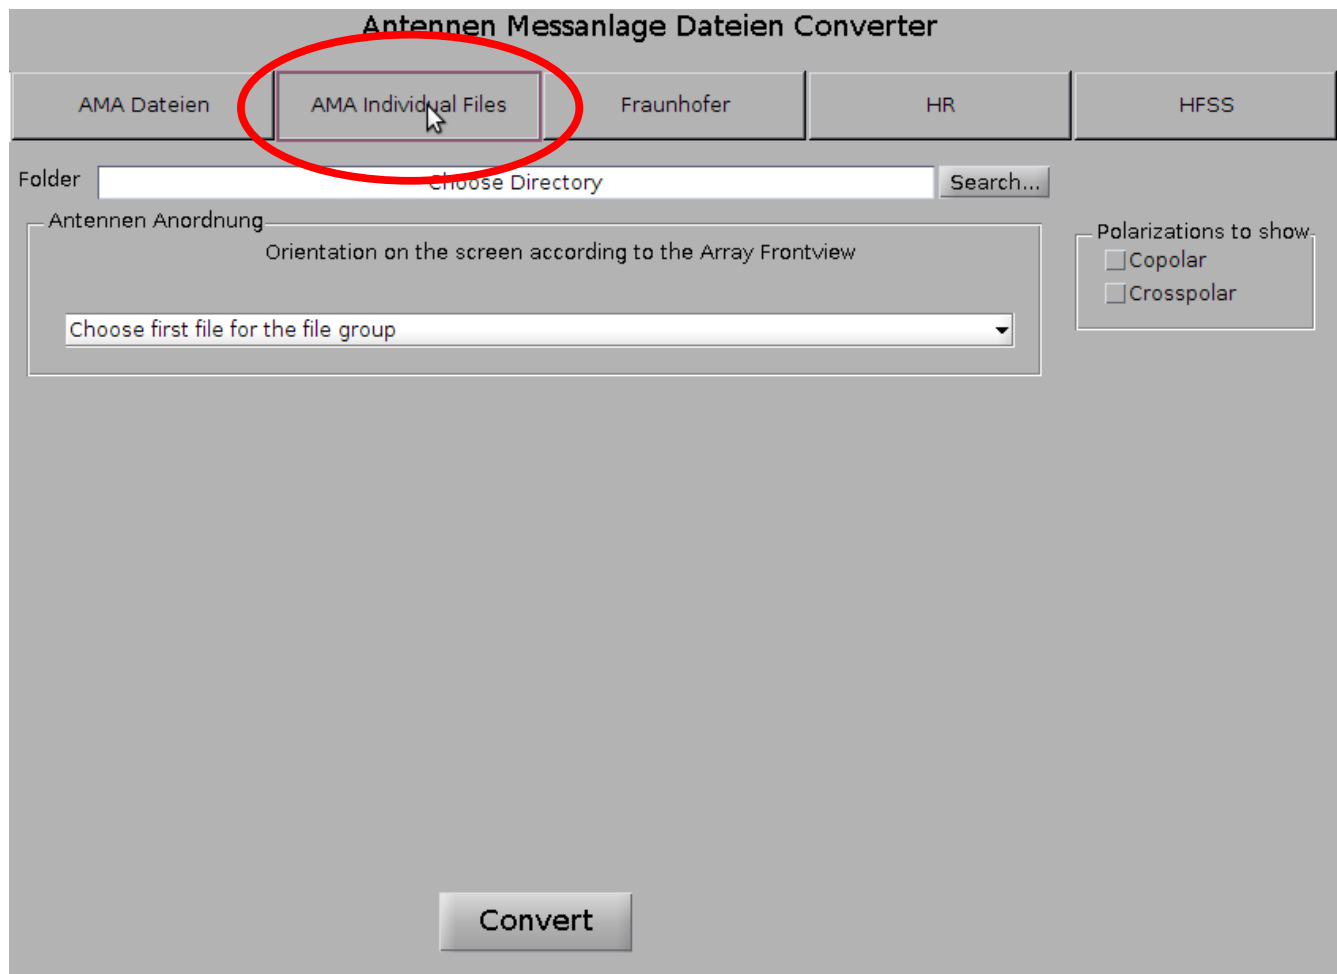 Antennen Messanlage Dateien Converter
AMA Dateien
AMA Individual Files
Fraunhofer
HR
HFSS
Folder
Choose Directory
Search...
Antennen Anordnung
Orientation on the screen according to the Array Frontview
Choose first file for the file group
Polarizations to show
Copolar
Crosspolar
Convert